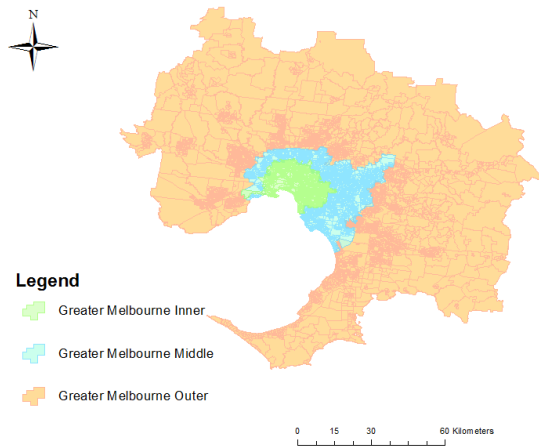 N
Legend
Greater Melbourne Inner
Greater Melbourne Middle
Greater Melbourne Outer
0 15 30 60 Kilometers